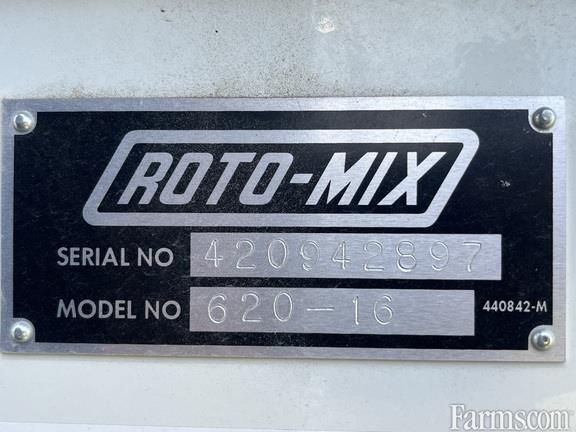 ROTO-MIX
SERIAL NO 420942897
MODEL NO 620-16 440842-M
Farms.com